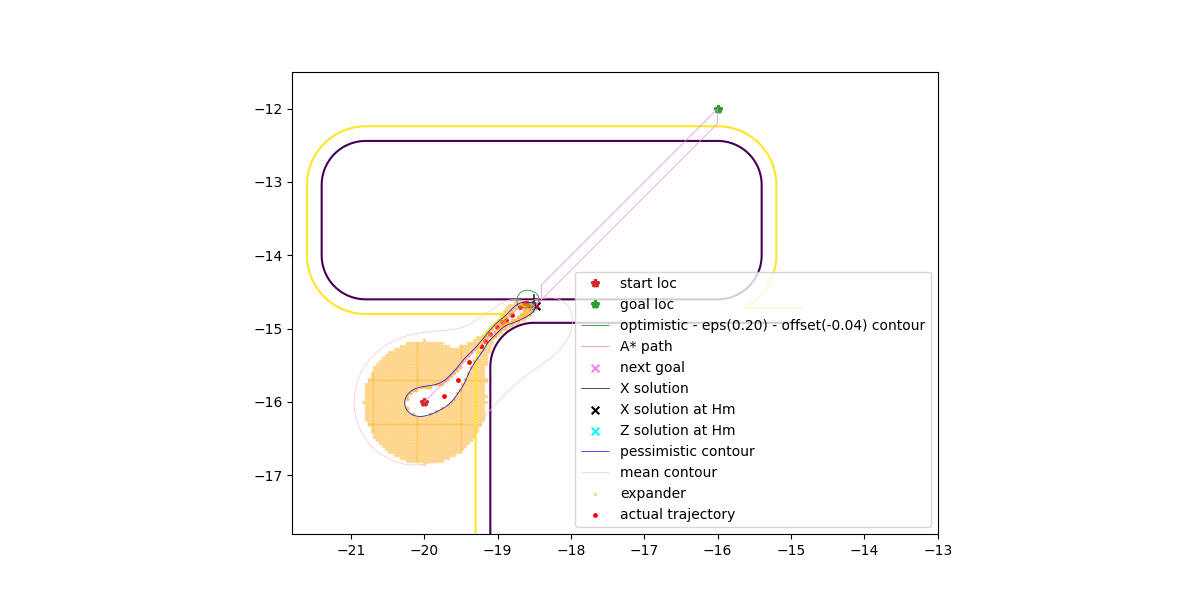 −12
−13
−14
−15
−16
−17
start loc
goal loc
optimistic - eps(0.20) - offset(-0.04) contour
A* path
next goal
X solution
X solution at Hm
Z solution at Hm
pessimistic contour
mean contour
expander
actual trajectory
−21 −20 −19 −18 −17 −16 −15 −14 −13